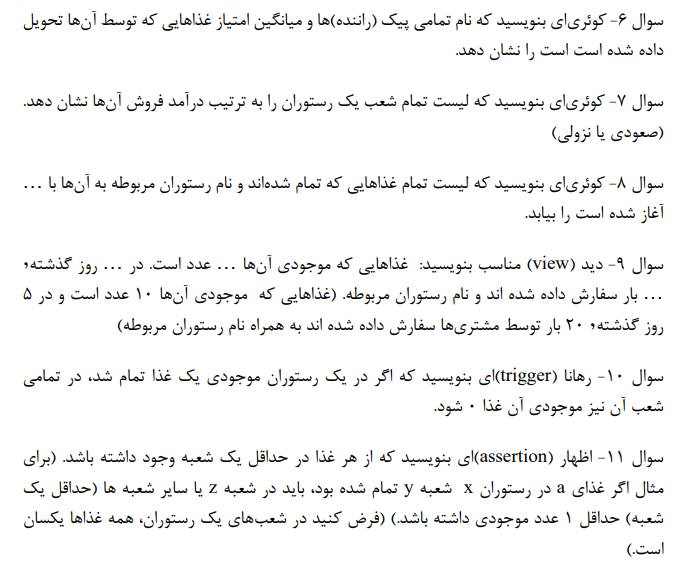 سوال ۶- کوئری‌ای بنویسید که نام تمامی پیک (راننده)ها و میانگین امتیاز غذاهایی که توسط آن‌ها تحویل
داده شده است است را نشان دهد.
سوال ۷- کوئری‌ای بنویسید که لیست تمام شعب یک رستوران را به ترتیب درآمد فروش آن‌ها نشان دهد.
(صعودی یا نزولی)
سوال ۸- کوئری‌ای بنویسید که لیست تمام غذاهایی که تمام شده‌اند و نام رستوران مربوطه به آن‌ها با ...
آغاز شده است را بیابد.
سوال ۹- دید (view) مناسب بنویسید: غذاهایی که موجودی آن‌ها ... عدد است. در ... روز گذشته,
... بار سفارش داده شده اند و نام رستوران مربوطه. (غذاهایی که موجودی آن‌ها ۱۰ عدد است و در ۵
روز گذشته, ۲۰ بار توسط مشتری‌ها سفارش داده شده اند به همراه نام رستوران مربوطه)
سوال ۱۰- رهانا (trigger)ای بنویسید که اگر در یک رستوران موجودی یک غذا تمام شد، در تمامی
شعب آن نیز موجودی آن غذا ۰ شود.
سوال ۱۱- اظهار (assertion)ای بنویسید که از هر غذا در حداقل یک شعبه وجود داشته باشد. (برای
مثال اگر غذای a در رستوران x شعبه y تمام شده بود، باید در شعبه z یا سایر شعبه ها (حداقل یک
شعبه) حداقل ۱ عدد موجودی داشته باشد.) (فرض کنید در شعب‌های یک رستوران، همه غذاها یکسان
است.)